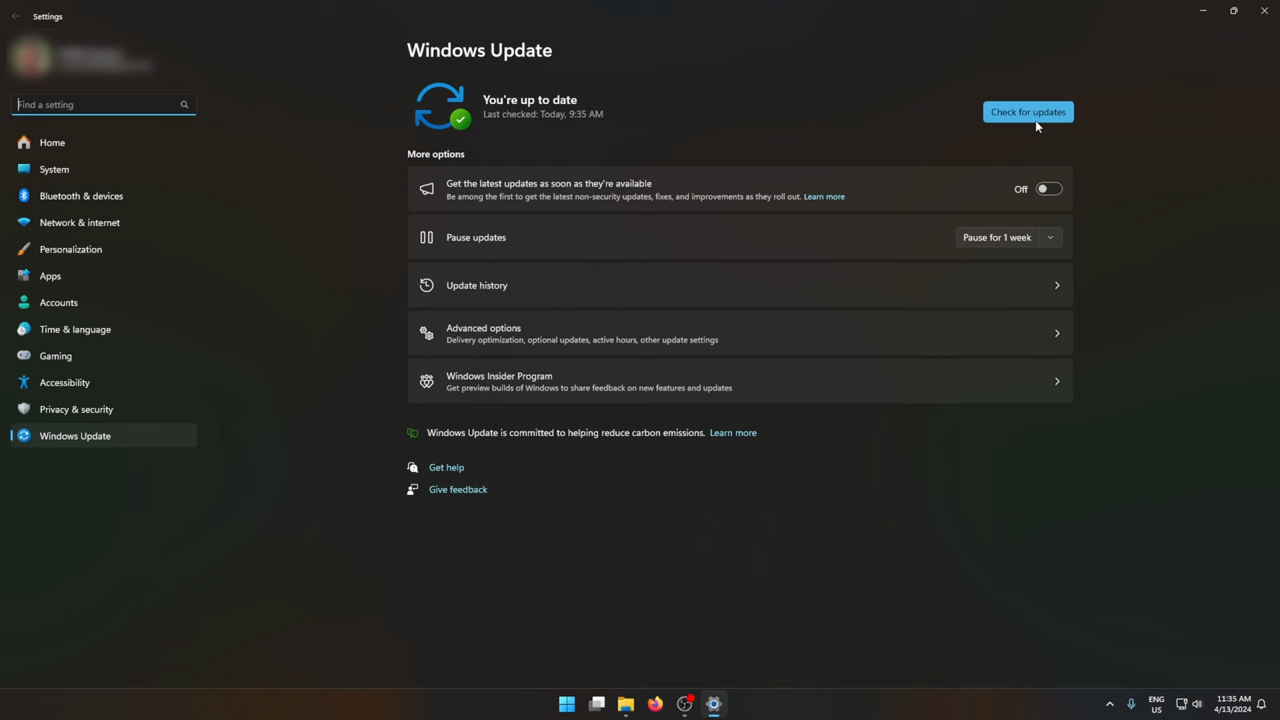 Settings
Find a setting
Home
System
Bluetooth & devices
Network & internet
Personalization
Apps
Accounts
Time & language
Gaming
Accessibility
Privacy & security
Windows Update
Windows Update
You're up to date
Last checked: Today, 9:35 AM
Check for updates
More options
Get the latest updates as soon as they're available
Be among the first to get the latest non-security updates, fixes, and improvements as they roll out. Learn more
Off
Pause updates
Pause for 1 week
Update history
Advanced options
Delivery optimization, optional updates, active hours, other update settings
Windows Insider Program
Get preview builds of Windows to share feedback on new features and updates
Windows Update is committed to helping reduce carbon emissions. Learn more
Get help
Give feedback
ENG
US
11:35 AM
4/13/2024